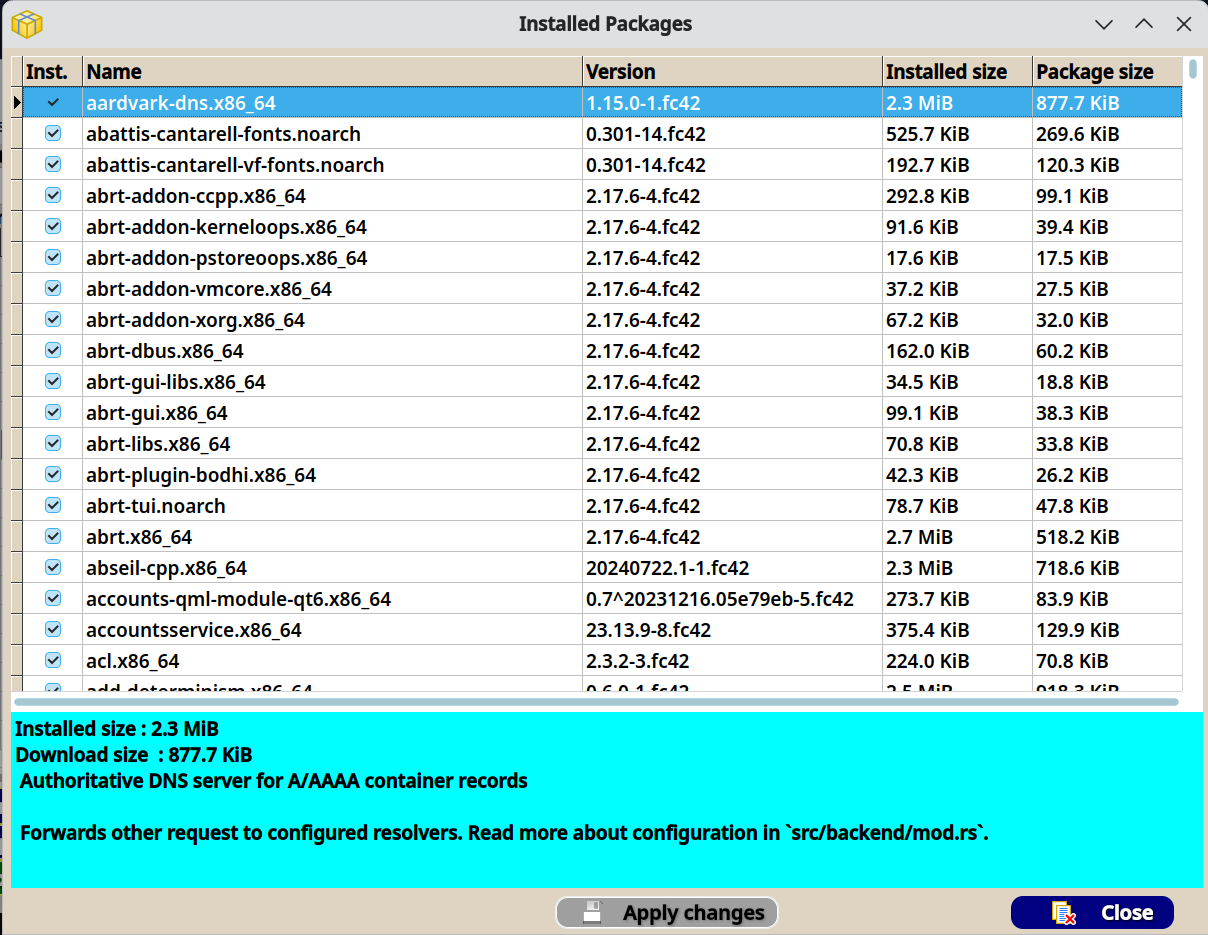 Installed Packages
Inst. Name Version Installed size Package size
aardvark-dns.x86_64 1.15.0-1.fc42 2.3 MiB 877.7 KiB
abattis-cantarell-fonts.noarch 0.301-14.fc42 525.7 KiB 269.6 KiB
abattis-cantarell-vf-fonts.noarch 0.301-14.fc42 192.7 KiB 120.3 KiB
abrt-addon-ccpp.x86_64 2.17.6-4.fc42 292.8 KiB 99.1 KiB
abrt-addon-kerneloops.x86_64 2.17.6-4.fc42 91.6 KiB 39.4 KiB
abrt-addon-pstoreoops.x86_64 2.17.6-4.fc42 17.6 KiB 17.5 KiB
abrt-addon-vmcore.x86_64 2.17.6-4.fc42 37.2 KiB 27.5 KiB
abrt-addon-xorg.x86_64 2.17.6-4.fc42 67.2 KiB 32.0 KiB
abrt-dbus.x86_64 2.17.6-4.fc42 162.0 KiB 60.2 KiB
abrt-gui-libs.x86_64 2.17.6-4.fc42 34.5 KiB 18.8 KiB
abrt-gui.x86_64 2.17.6-4.fc42 99.1 KiB 38.3 KiB
abrt-libs.x86_64 2.17.6-4.fc42 70.8 KiB 33.8 KiB
abrt-plugin-bodhi.x86_64 2.17.6-4.fc42 42.3 KiB 26.2 KiB
abrt-tui.noarch 2.17.6-4.fc42 78.7 KiB 47.8 KiB
abrt.x86_64 2.17.6-4.fc42 2.7 MiB 518.2 KiB
abseil-cpp.x86_64 20240722.1-1.fc42 2.3 MiB 718.6 KiB
accounts-qml-module-qt6.x86_64 0.7^20231216.05e79eb-5.fc42 273.7 KiB 83.9 KiB
accountsservice.x86_64 23.13.9-8.fc42 375.4 KiB 129.9 KiB
acl.x86_64 2.3.2-3.fc42 224.0 KiB 70.8 KiB
add-determinism.x86_64 0.6.0-1.fc42 2.5 MiB 918.3 KiB
Installed size : 2.3 MiB
Download size : 877.7 KiB
Authoritative DNS server for A/AAAA container records
Forwards other request to configured resolvers. Read more about configuration in `src/backend/mod.rs`.
Apply changes Close